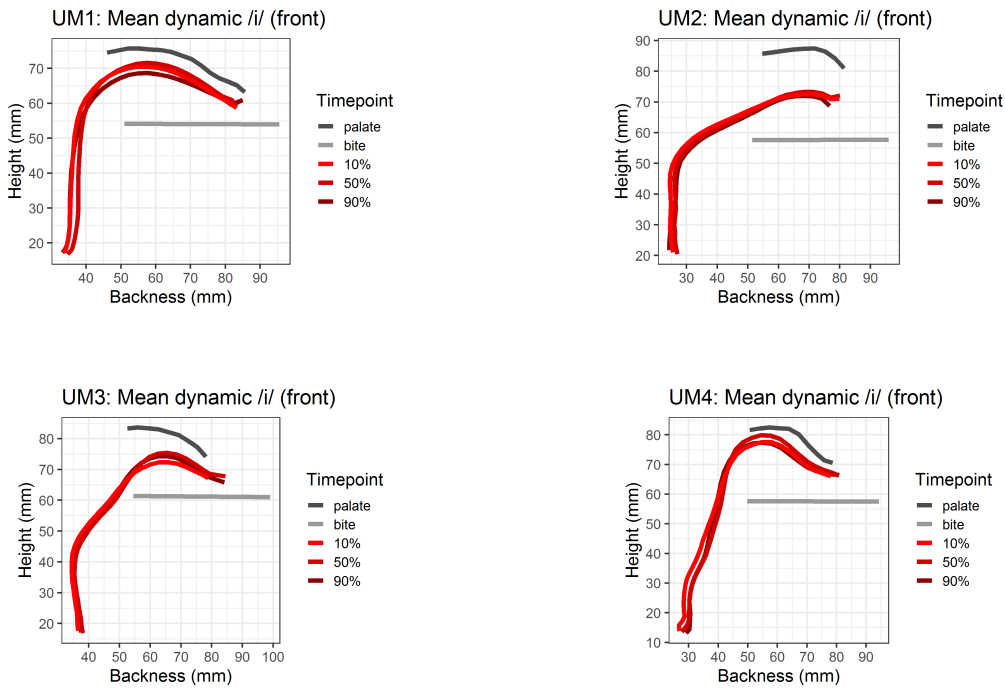 UM1: Mean dynamic /i/ (front)
Height (mm)
70
60
50
40
30
20
40 50 60 70 80 90
Backness (mm)
Timepoint
palate
bite
10%
50%
90%
UM2: Mean dynamic /i/ (front)
Height (mm)
90
80
70
60
50
40
30
20
30 40 50 60 70 80 90
Backness (mm)
Timepoint
palate
bite
10%
50%
90%
UM3: Mean dynamic /i/ (front)
Height (mm)
80
70
60
50
40
30
20
40 50 60 70 80 90 100
Backness (mm)
Timepoint
palate
bite
10%
50%
90%
UM4: Mean dynamic /i/ (front)
Height (mm)
80
70
60
50
40
30
20
10
30 40 50 60 70 80 90
Backness (mm)
Timepoint
palate
bite
10%
50%
90%